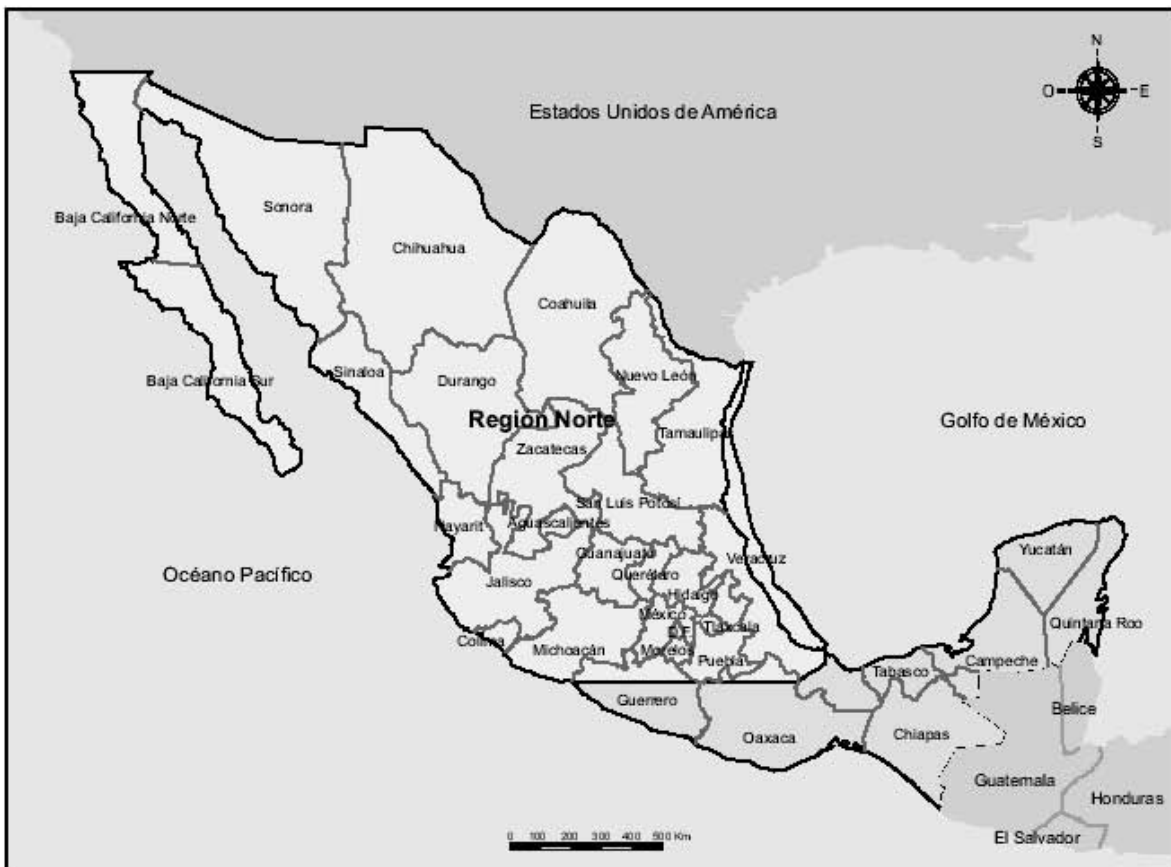 N
O E
S
Estados Unidos de América
Baja California Norte
Sonora
Chihuahua
Coahuila
Sinaloa
Durango
Nuevo León
Baja California Sur
Región Norte
Tamaulipas
Golfo de México
Zacatecas
San Luis Potosí
Nayarit
Aguascalientes
Guanajuato
Veracruz
Yucatán
Océano Pacífico
Jalisco
Querétaro
Hidalgo
México
Quintana Roo
Colima
D.F.
Tlaxcala
Michoacán
Morelos
Puebla
Campeche
Tabasco
Guerrero
Belice
Oaxaca
Chiapas
Guatemala
Honduras
0 100 200 300 400 500 Km
El Salvador